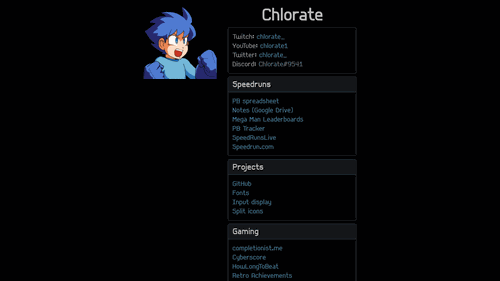 Chlorate
Twitch: chlorate_
YouTube: chlorate1
Twitter: chlorate_
Discord: Chlorate#9541
Speedruns
PB spreadsheet
Notes (Google Drive)
Mega Man Leaderboards
PB Tracker
SpeedRunsLive
Speedrun.com
Projects
GitHub
Fonts
Input display
Split icons
Gaming
completionist.me
Cyberscore
HowLongToBeat
Retro Achievements